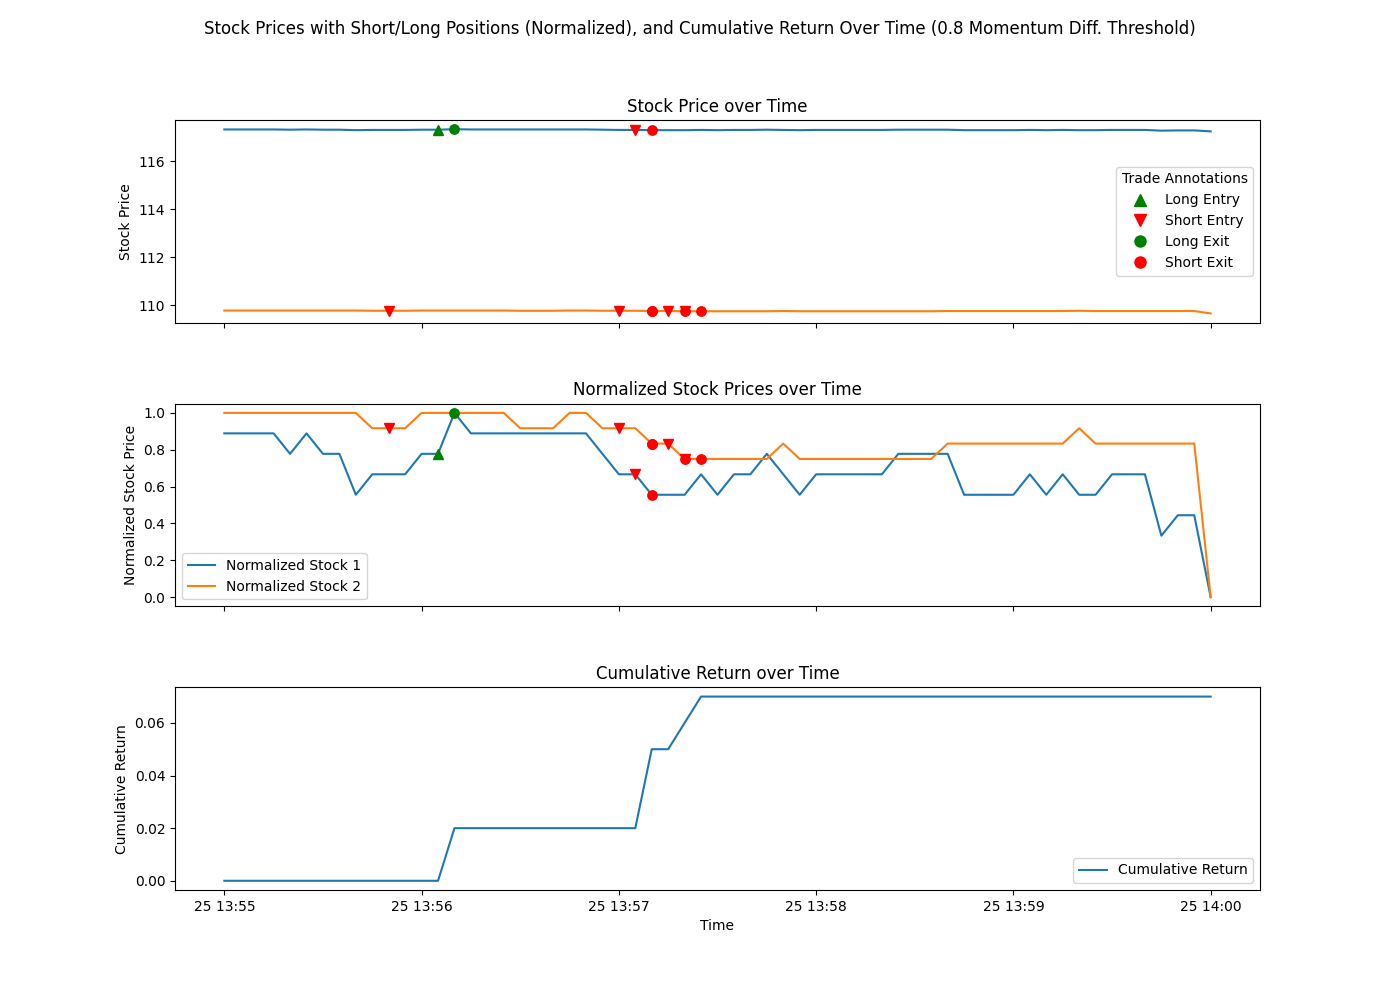 Stock Prices with Short/Long Positions (Normalized), and Cumulative Return Over Time (0.8 Momentum Diff. Threshold)
Stock Price over Time
Stock Price
116
114
112
110
Trade Annotations
Long Entry
Short Entry
Long Exit
Short Exit
Normalized Stock Prices over Time
Normalized Stock Price
1.0
0.8
0.6
0.4
0.2
0.0
Normalized Stock 1
Normalized Stock 2
Cumulative Return over Time
Cumulative Return
0.06
0.04
0.02
0.00
Cumulative Return
25 13:55
25 13:56
25 13:57
25 13:58
25 13:59
25 14:00
Time